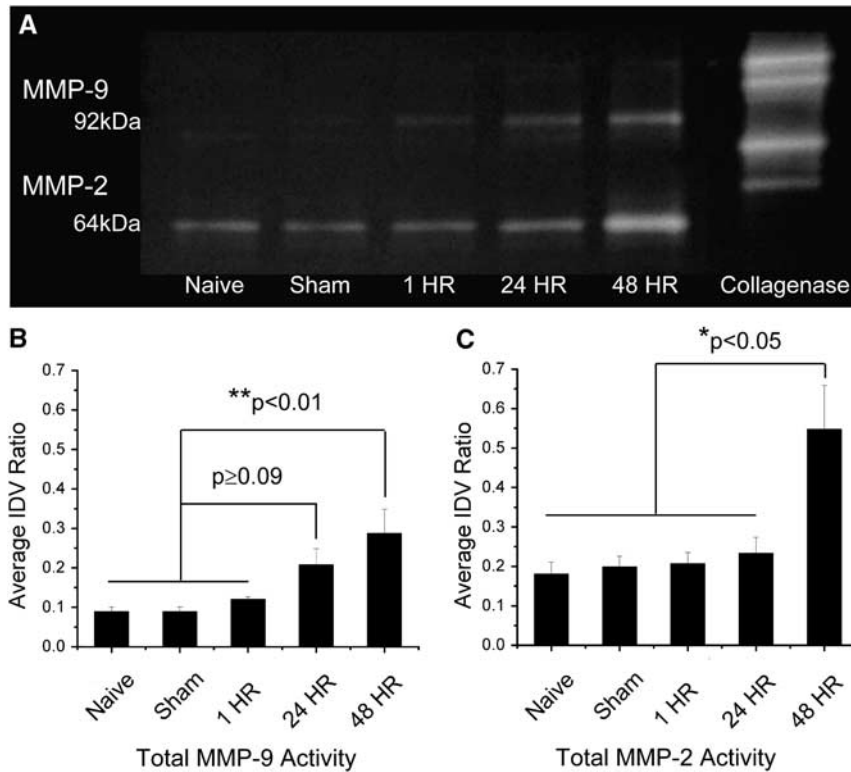 A
MMP-9
92kDa
MMP-2
64kDa
Naive Sham 1 HR 24 HR 48 HR Collagenase
B
0.7
0.6
0.5
0.4
0.3
0.2
0.1
0.0
Average IDV Ratio
**p<0.01
p≥0.09
Naive Sham 1 HR 24 HR 48 HR
Total MMP-9 Activity
C
0.7
0.6
0.5
0.4
0.3
0.2
0.1
0.0
Average IDV Ratio
*p<0.05
Naive Sham 1 HR 24 HR 48 HR
Total MMP-2 Activity